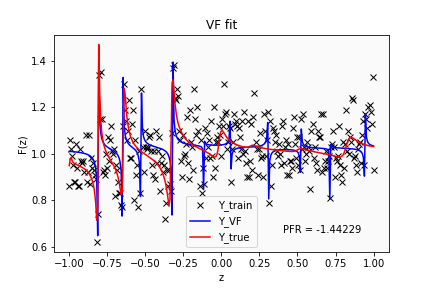 VF fit
F(z)
1.4
1.2
1.0
0.8
0.6
Y_train
Y_VF
Y_true
PFR = -1.44229
−1.00 −0.75 −0.50 −0.25 0.00 0.25 0.50 0.75 1.00
z